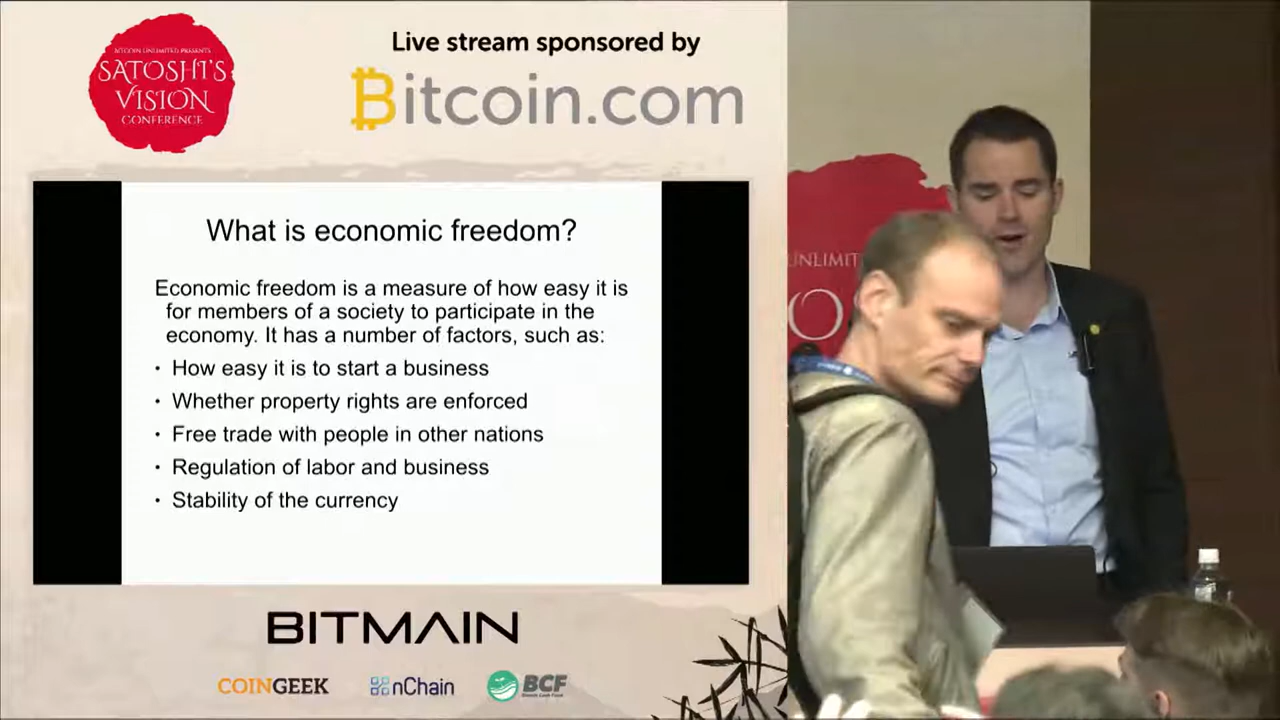 BITCOIN UNLIMITED PRESENTS
SATOSHI'S
VISION
CONFERENCE
Live stream sponsored by
Bitcoin.com
What is economic freedom?
Economic freedom is a measure of how easy it is
for members of a society to participate in the
economy. It has a number of factors, such as:
• How easy it is to start a business
• Whether property rights are enforced
• Free trade with people in other nations
• Regulation of labor and business
• Stability of the currency
BITMAIN
COINGEEK
nChain
BCF
UNLIMIT
OS